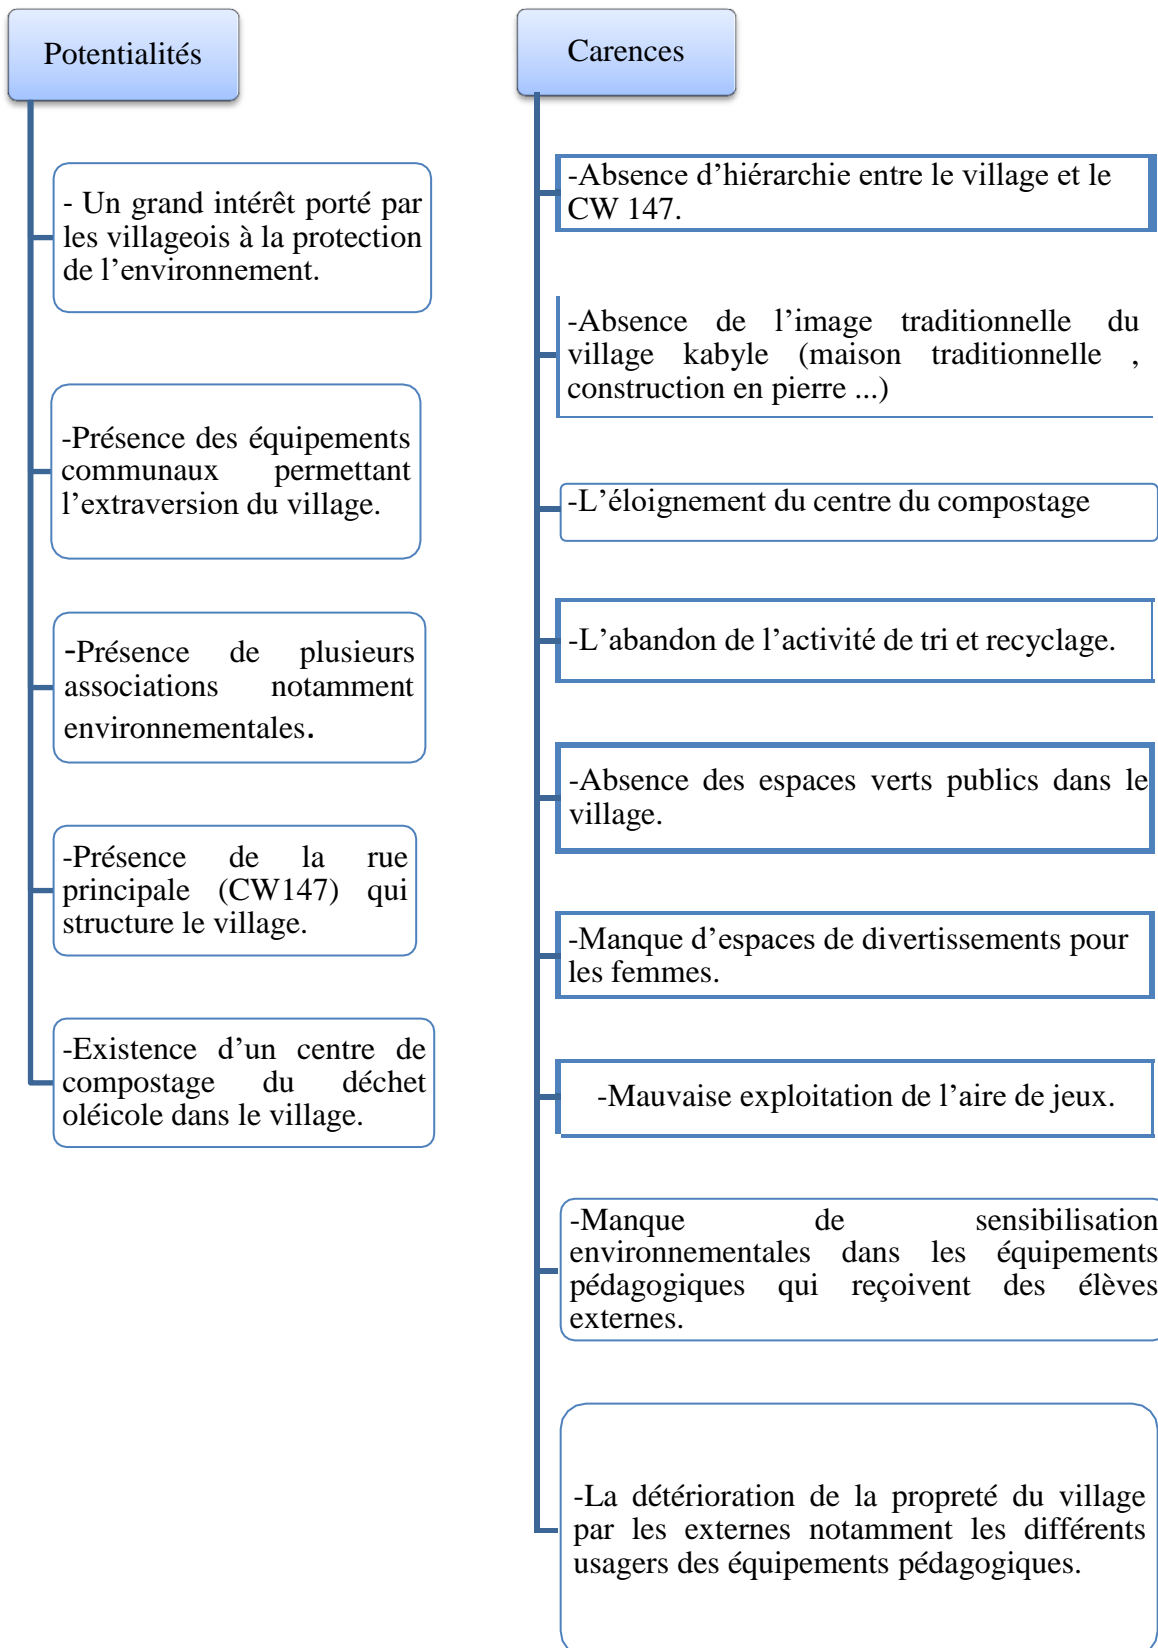 Potentialités
- Un grand intérêt porté par
les villageois à la protection
de l’environnement.
-Présence des équipements
communaux permettant
l’extraversion du village.
-Présence de plusieurs
associations notamment
environnementales.
-Présence de la rue
principale (CW147) qui
structure le village.
-Existence d’un centre de
compostage du déchet
oléicole dans le village.
Carences
-Absence d’hiérarchie entre le village et le
CW 147.
-Absence de l’image traditionnelle du
village kabyle (maison traditionnelle ,
construction en pierre ...)
-L’éloignement du centre du compostage
-L’abandon de l’activité de tri et recyclage.
-Absence des espaces verts publics dans le
village.
-Manque d’espaces de divertissements pour
les femmes.
-Mauvaise exploitation de l’aire de jeux.
-Manque de sensibilisation
environnementales dans les équipements
pédagogiques qui reçoivent des élèves
externes.
-La détérioration de la propreté du village
par les externes notamment les différents
usagers des équipements pédagogiques.